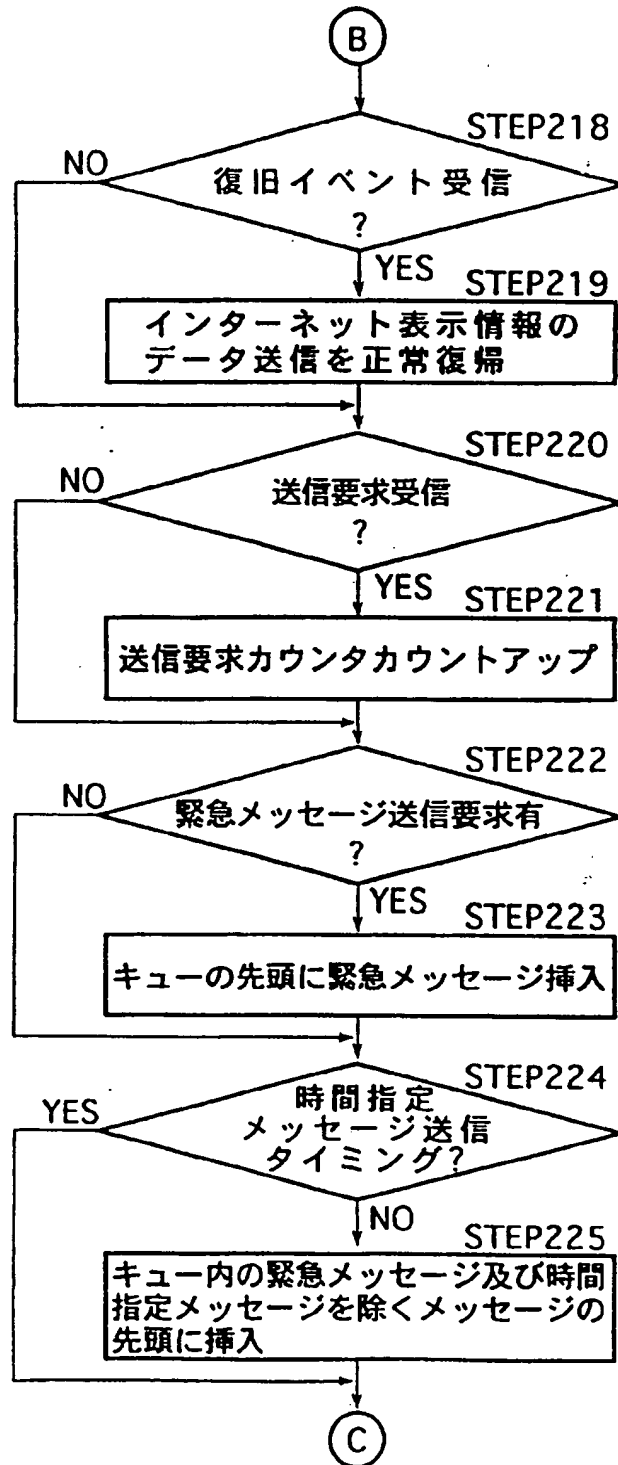 B
STEP218
NO
復旧イベント受信
?
YES
STEP219
インターネット表示情報の
データ送信を正常復帰
STEP220
NO
送信要求受信
?
YES
STEP221
送信要求カウンタカウントアップ
STEP222
NO
緊急メッセージ送信要求有
?
YES
STEP223
キューの先頭に緊急メッセージ挿入
STEP224
YES
時間指定
メッセージ送信
タイミング?
NO
STEP225
キュー内の緊急メッセージ及び時間
指定メッセージを除くメッセージの
先頭に挿入
C